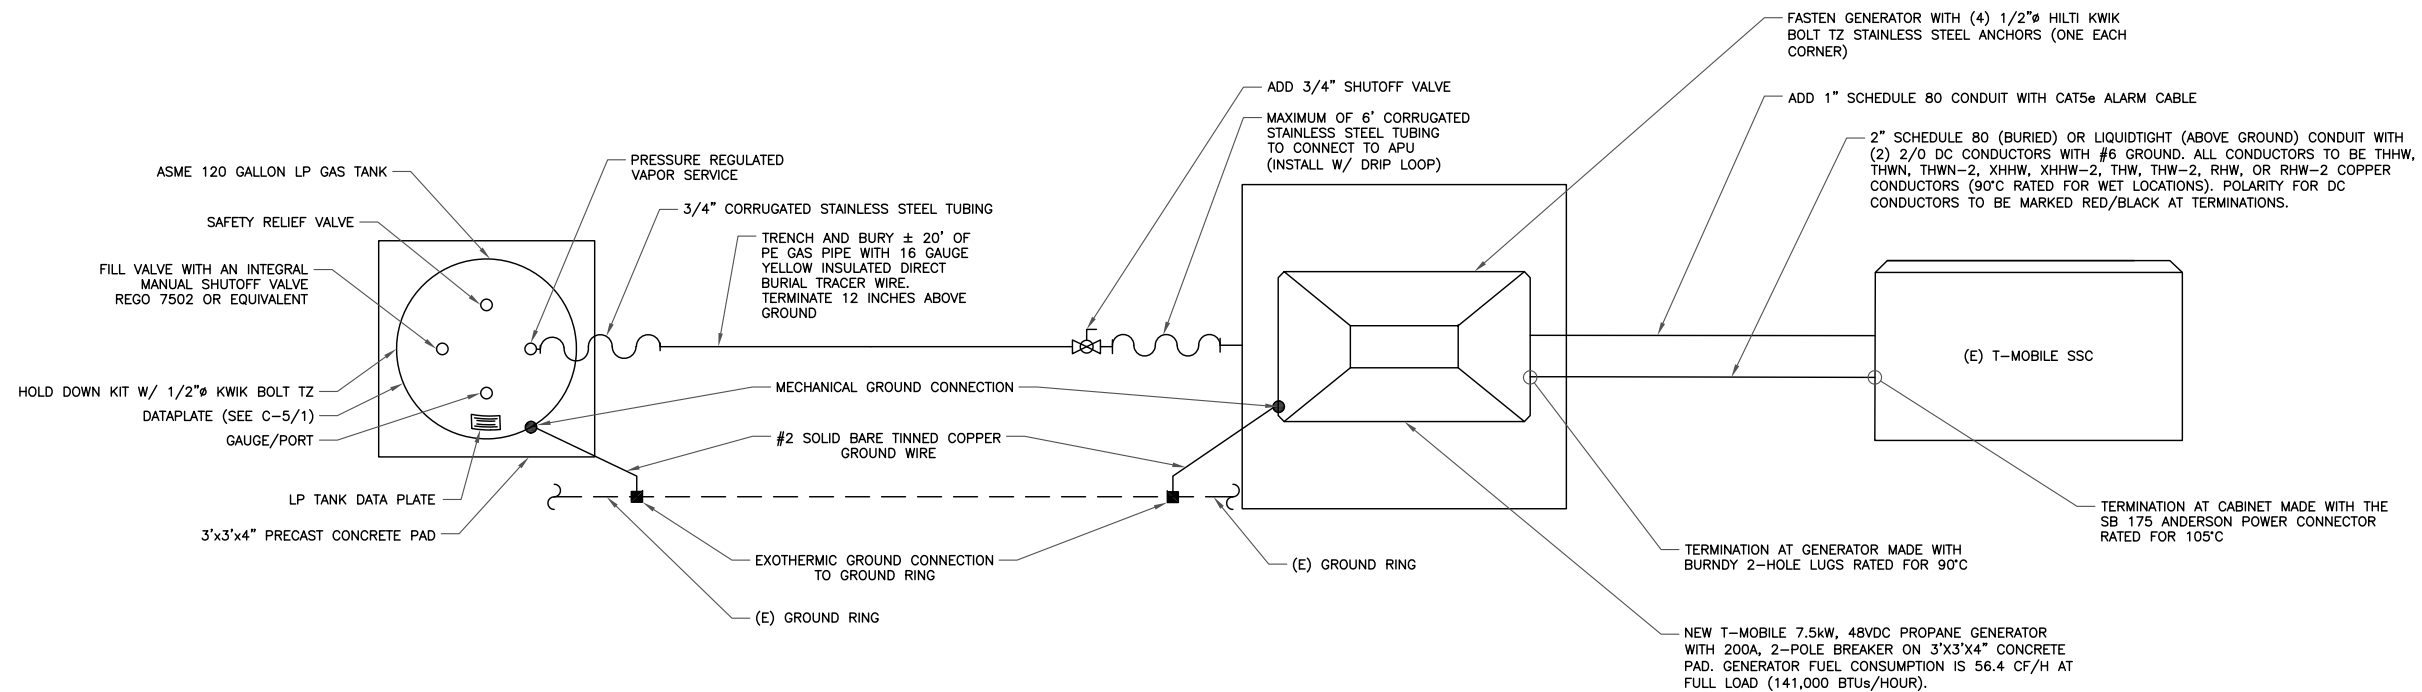 FASTEN GENERATOR WITH (4) 1/2"ø HILTI KWIK
BOLT TZ STAINLESS STEEL ANCHORS (ONE EACH
CORNER)
ADD 3/4" SHUTOFF VALVE
ADD 1" SCHEDULE 80 CONDUIT WITH CAT5e ALARM CABLE
MAXIMUM OF 6' CORRUGATED
STAINLESS STEEL TUBING
TO CONNECT TO APU
(INSTALL W/ DRIP LOOP)
2" SCHEDULE 80 (BURIED) OR LIQUIDTIGHT (ABOVE GROUND) CONDUIT WITH
(2) 2/0 DC CONDUCTORS WITH #6 GROUND. ALL CONDUCTORS TO BE THHW,
THWN, THWN-2, XHHW, XHHW-2, THW, THW-2, RHW, OR RHW-2 COPPER
CONDUCTORS (90°C RATED FOR WET LOCATIONS). POLARITY FOR DC
CONDUCTORS TO BE MARKED RED/BLACK AT TERMINATIONS.
PRESSURE REGULATED
VAPOR SERVICE
ASME 120 GALLON LP GAS TANK
3/4" CORRUGATED STAINLESS STEEL TUBING
SAFETY RELIEF VALVE
TRENCH AND BURY ± 20' OF
PE GAS PIPE WITH 16 GAUGE
YELLOW INSULATED DIRECT
BURIAL TRACER WIRE.
TERMINATE 12 INCHES ABOVE
GROUND
FILL VALVE WITH AN INTEGRAL
MANUAL SHUTOFF VALVE
REGO 7502 OR EQUIVALENT
(E) T-MOBILE SSC
HOLD DOWN KIT W/ 1/2"ø KWIK BOLT TZ
MECHANICAL GROUND CONNECTION
DATAPLATE (SEE C-5/1)
GAUGE/PORT
#2 SOLID BARE TINNED COPPER
GROUND WIRE
LP TANK DATA PLATE
3'x3'x4" PRECAST CONCRETE PAD
TERMINATION AT CABINET MADE WITH THE
SB 175 ANDERSON POWER CONNECTOR
RATED FOR 105°C
EXOTHERMIC GROUND CONNECTION
TO GROUND RING
(E) GROUND RING
TERMINATION AT GENERATOR MADE WITH
BURNDY 2-HOLE LUGS RATED FOR 90°C
(E) GROUND RING
NEW T-MOBILE 7.5kW, 48VDC PROPANE GENERATOR
WITH 200A, 2-POLE BREAKER ON 3'X3'X4" CONCRETE
PAD. GENERATOR FUEL CONSUMPTION IS 56.4 CF/H AT
FULL LOAD (141,000 BTUs/HOUR).